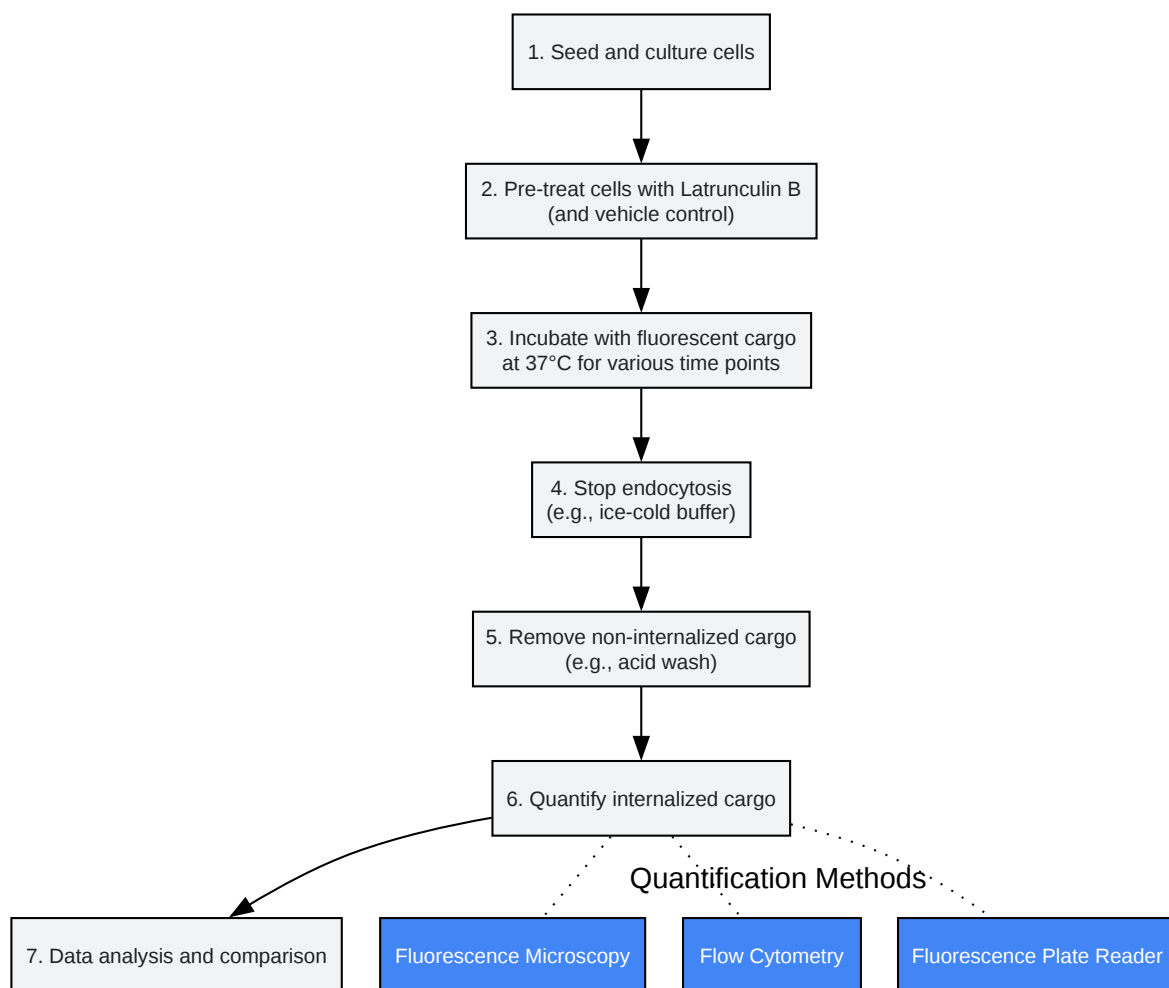 1. Seed and culture cells
2. Pre-treat cells with Latrunculin B
(and vehicle control)
3. Incubate with fluorescent cargo
at 37°C for various time points
4. Stop endocytosis
(e.g., ice-cold buffer)
5. Remove non-internalized cargo
(e.g., acid wash)
6. Quantify internalized cargo
Quantification Methods
7. Data analysis and comparison
Fluorescence Microscopy
Flow Cytometry
Fluorescence Plate Reader